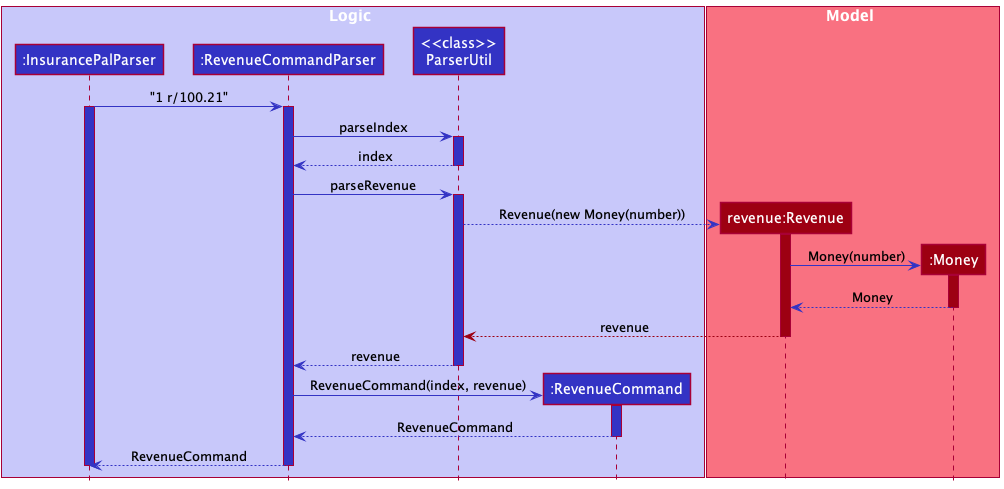 Logic
Model
:InsurancePalParser
:RevenueCommandParser
<<class>>
ParserUtil
"1 r/100.21"
parseIndex
index
parseRevenue
Revenue(new Money(number))
revenue:Revenue
Money(number)
:Money
Money
revenue
revenue
RevenueCommand(index, revenue)
:RevenueCommand
RevenueCommand
RevenueCommand